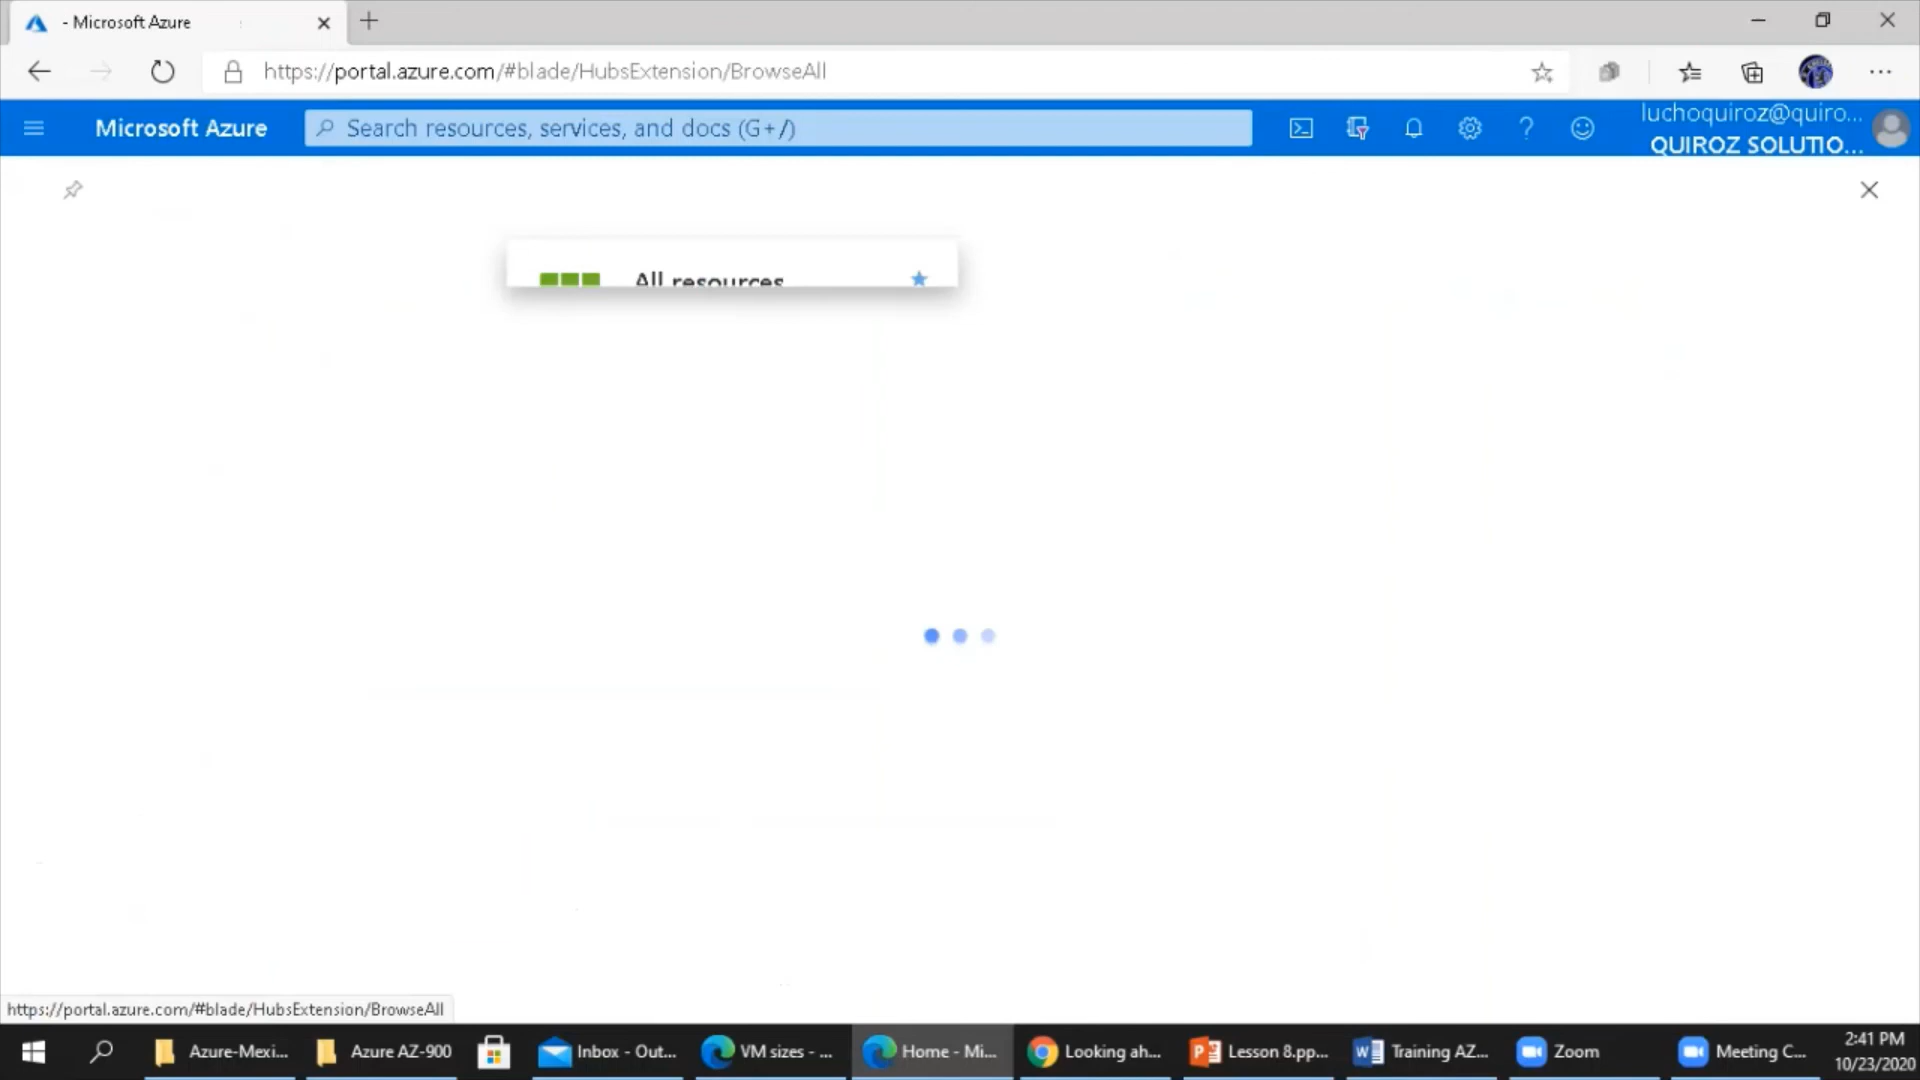 - Microsoft Azure
https://portal.azure.com/#blade/HubsExtension/BrowseAll
Microsoft Azure
Search resources, services, and docs (G+/)
luchoquiroz@quiro...
QUIROZ SOLUTIO...
All resources
https://portal.azure.com/#blade/HubsExtension/BrowseAll
Azure-Mexi...
Azure AZ-900
Inbox - Out...
VM sizes - ...
Home - Mi...
Looking ah...
Lesson 8.pp...
Training AZ...
Zoom
Meeting C...
2:41 PM
10/23/2020